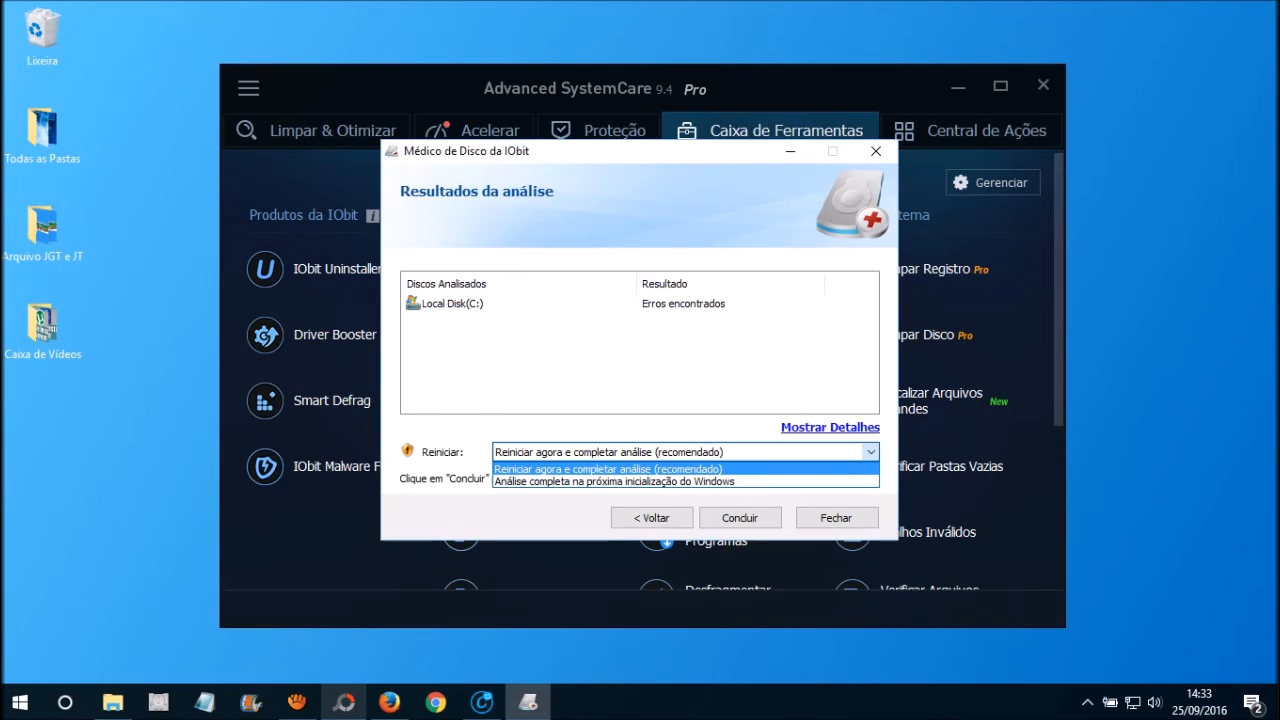 Lixeira
Todas as Pastas
Arquivo JGT e JT
Caixa de Vídeos
Advanced SystemCare 9.4 Pro
Limpar & Otimizar
Acelerar
Proteção
Caixa de Ferramentas
Central de Ações
Médico de Disco da IObit
Resultados da análise
Gerenciar
Produtos da IObit
IObit Uninstaller
Driver Booster
Smart Defrag
IObit Malware F
Discos Analisados Resultado
Local Disk(C:) Erros encontrados
Mostrar Detalhes
Reiniciar: Reiniciar agora e completar análise (recomendado)
Reiniciar agora e completar análise (recomendado)
Análise completa na próxima inicialização do Windows
Clique em "Concluir"
< Voltar Concluir Fechar
tema
par Registro Pro
par Disco Pro
calizar Arquivos
ndes New
ificar Pastas Vazias
lhos Inválidos
Programas
Desfragmentar
Verificar Arquivos
14:33
25/09/2016
2